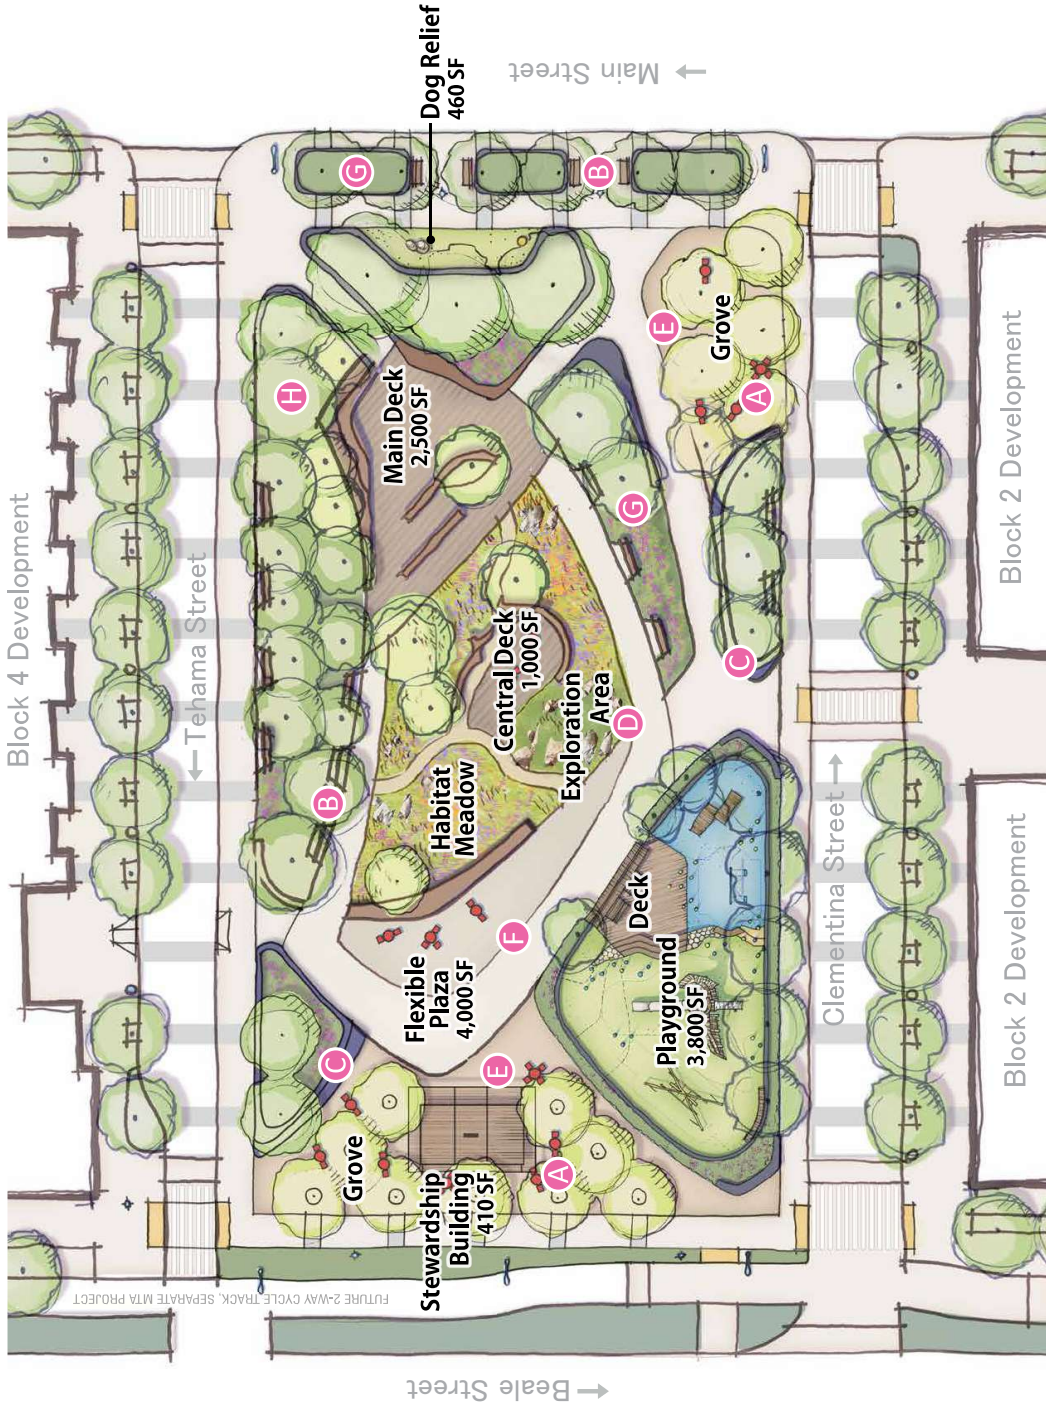 Main Street
Dog Relief
460 SF
G
B
Block 4 Development
Tehama Street
H
Main Deck
2,500 SF
E
Grove
A
G
Block 2 Development
Central Deck
1,000 SF
Exploration
Area
D
C
Habitat
Meadow
B
Deck
Clementina Street
F
Flexible
Plaza
4,000 SF
Playground
3,800 SF
Block 2 Development
C
E
Grove
A
Stewardship
Building
410 SF
FUTURE 2-WAY CYCLE TRACK, SEPARATE MTA PROJECT
Beale Street